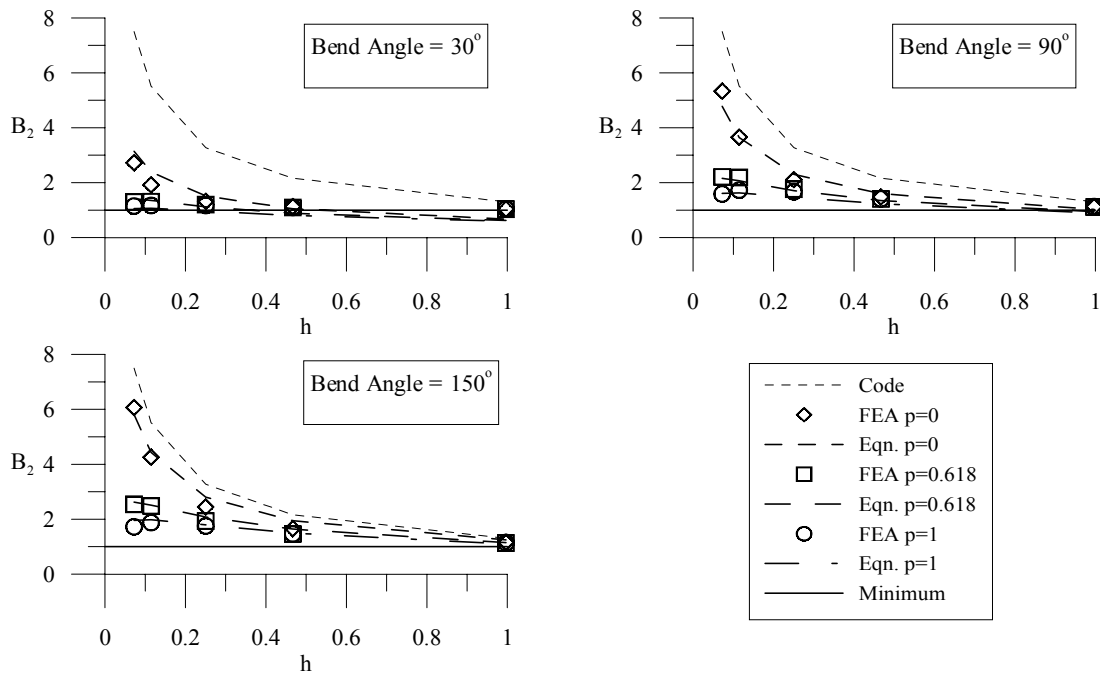 8
6
4
2
0
B₂
0
0.2
0.4
0.6
0.8
1
h
Bend Angle = 30°
8
6
4
2
0
B₂
0
0.2
0.4
0.6
0.8
1
h
Bend Angle = 90°
8
6
4
2
0
B₂
0
0.2
0.4
0.6
0.8
1
h
Bend Angle = 150°
Code
FEA p=0
Eqn. p=0
FEA p=0.618
Eqn. p=0.618
FEA p=1
Eqn. p=1
Minimum